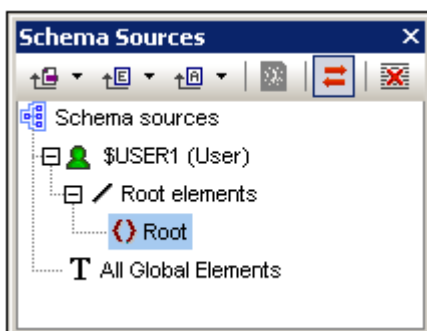 Schema Sources
E
A
Schema sources
$USER1 (User)
Root elements
Root
T All Global Elements